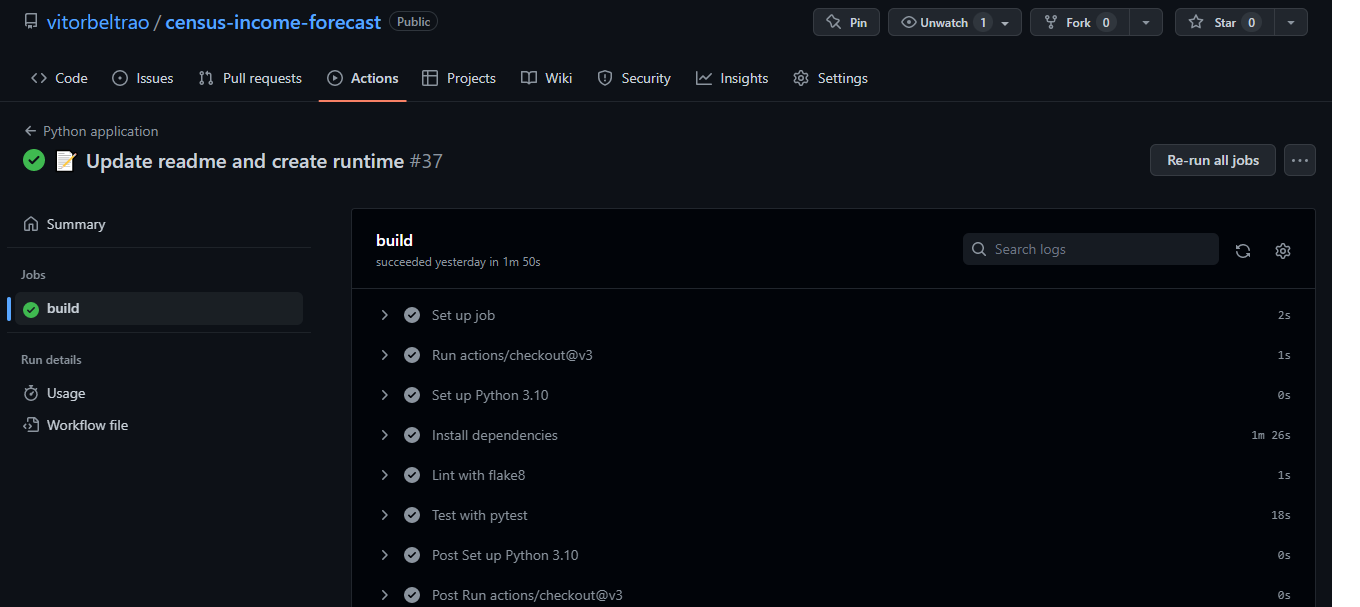 vitorbeltrao / census-income-forecast Public
Pin
Unwatch 1
Fork 0
Star 0
Code Issues Pull requests Actions Projects Wiki Security Insights Settings
Python application
Update readme and create runtime #37
Re-run all jobs
Summary
Jobs
build
Run details
Usage
Workflow file
build
succeeded yesterday in 1m 50s
Search logs
Set up job 2s
Run actions/checkout@v3 1s
Set up Python 3.10 0s
Install dependencies 1m 26s
Lint with flake8 1s
Test with pytest 18s
Post Set up Python 3.10 0s
Post Run actions/checkout@v3 0s